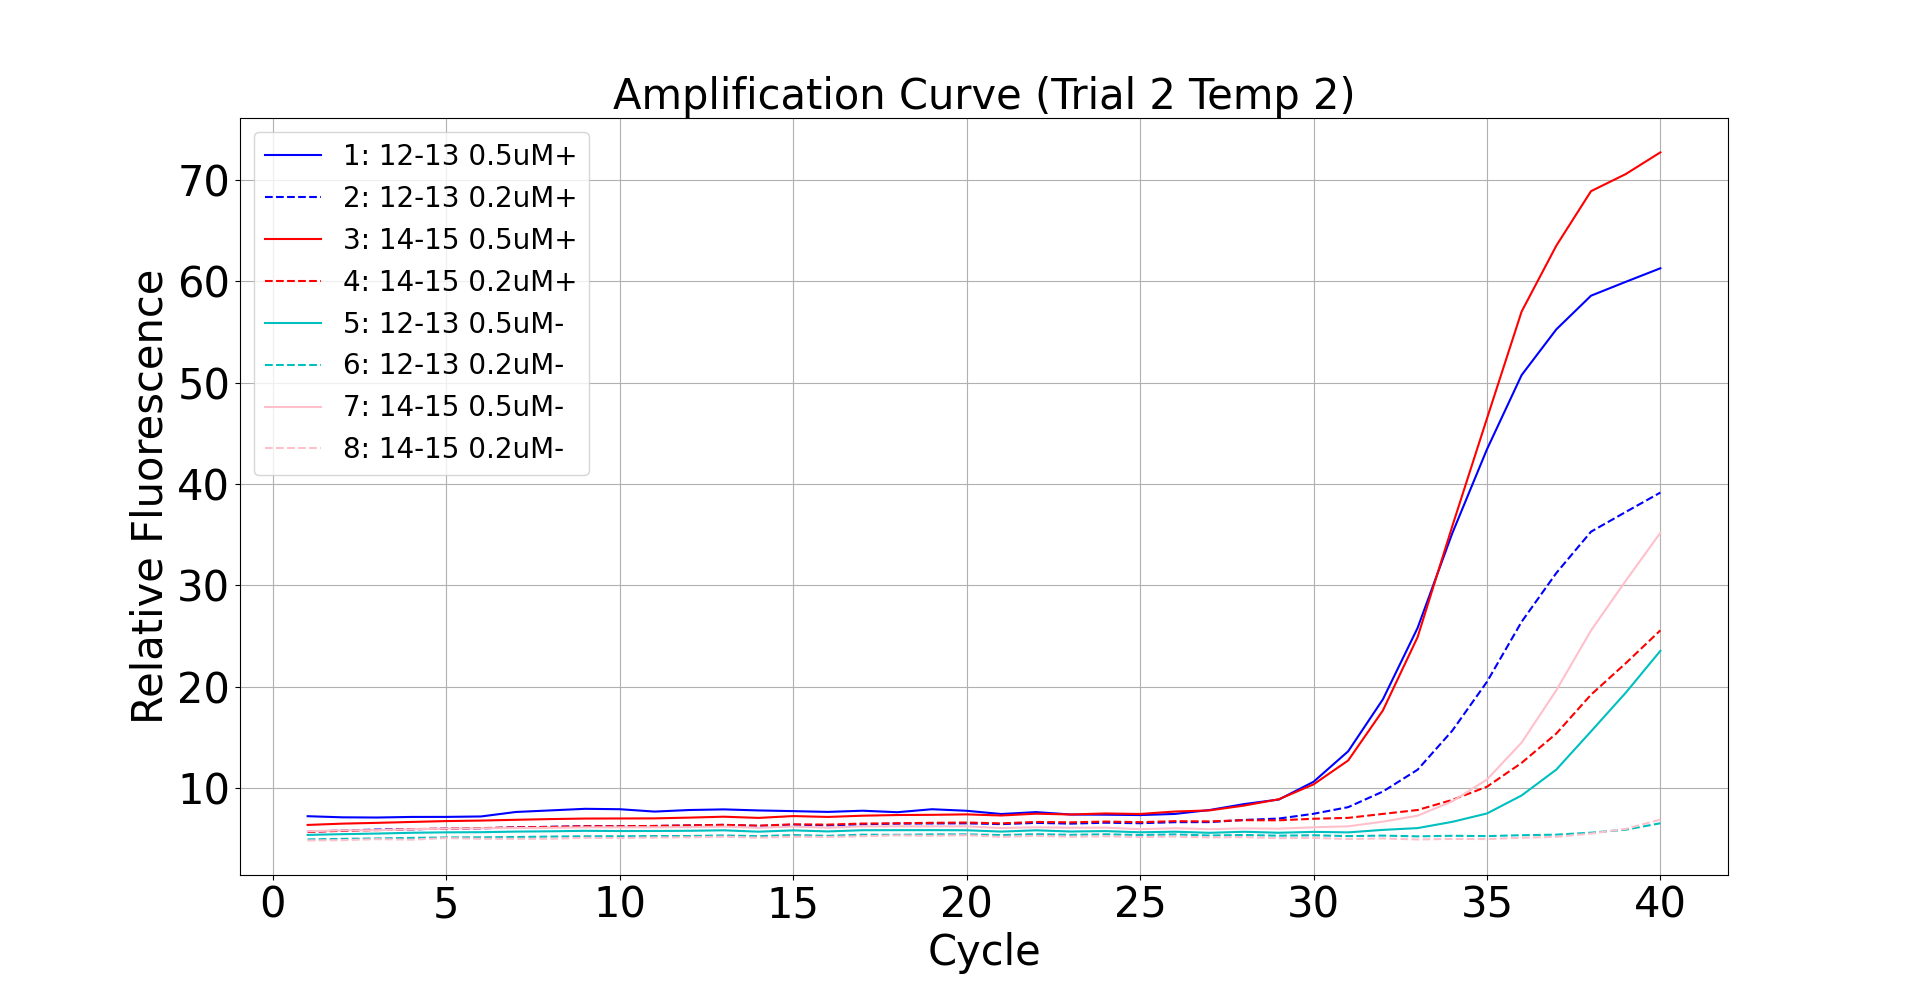 Amplification Curve (Trial 2 Temp 2)
1: 12-13 0.5uM+
2: 12-13 0.2uM+
3: 14-15 0.5uM+
4: 14-15 0.2uM+
5: 12-13 0.5uM-
6: 12-13 0.2uM-
7: 14-15 0.5uM-
8: 14-15 0.2uM-
Relative Fluorescence
70
60
50
40
30
20
10
0 5 10 15 20 25 30 35 40
Cycle